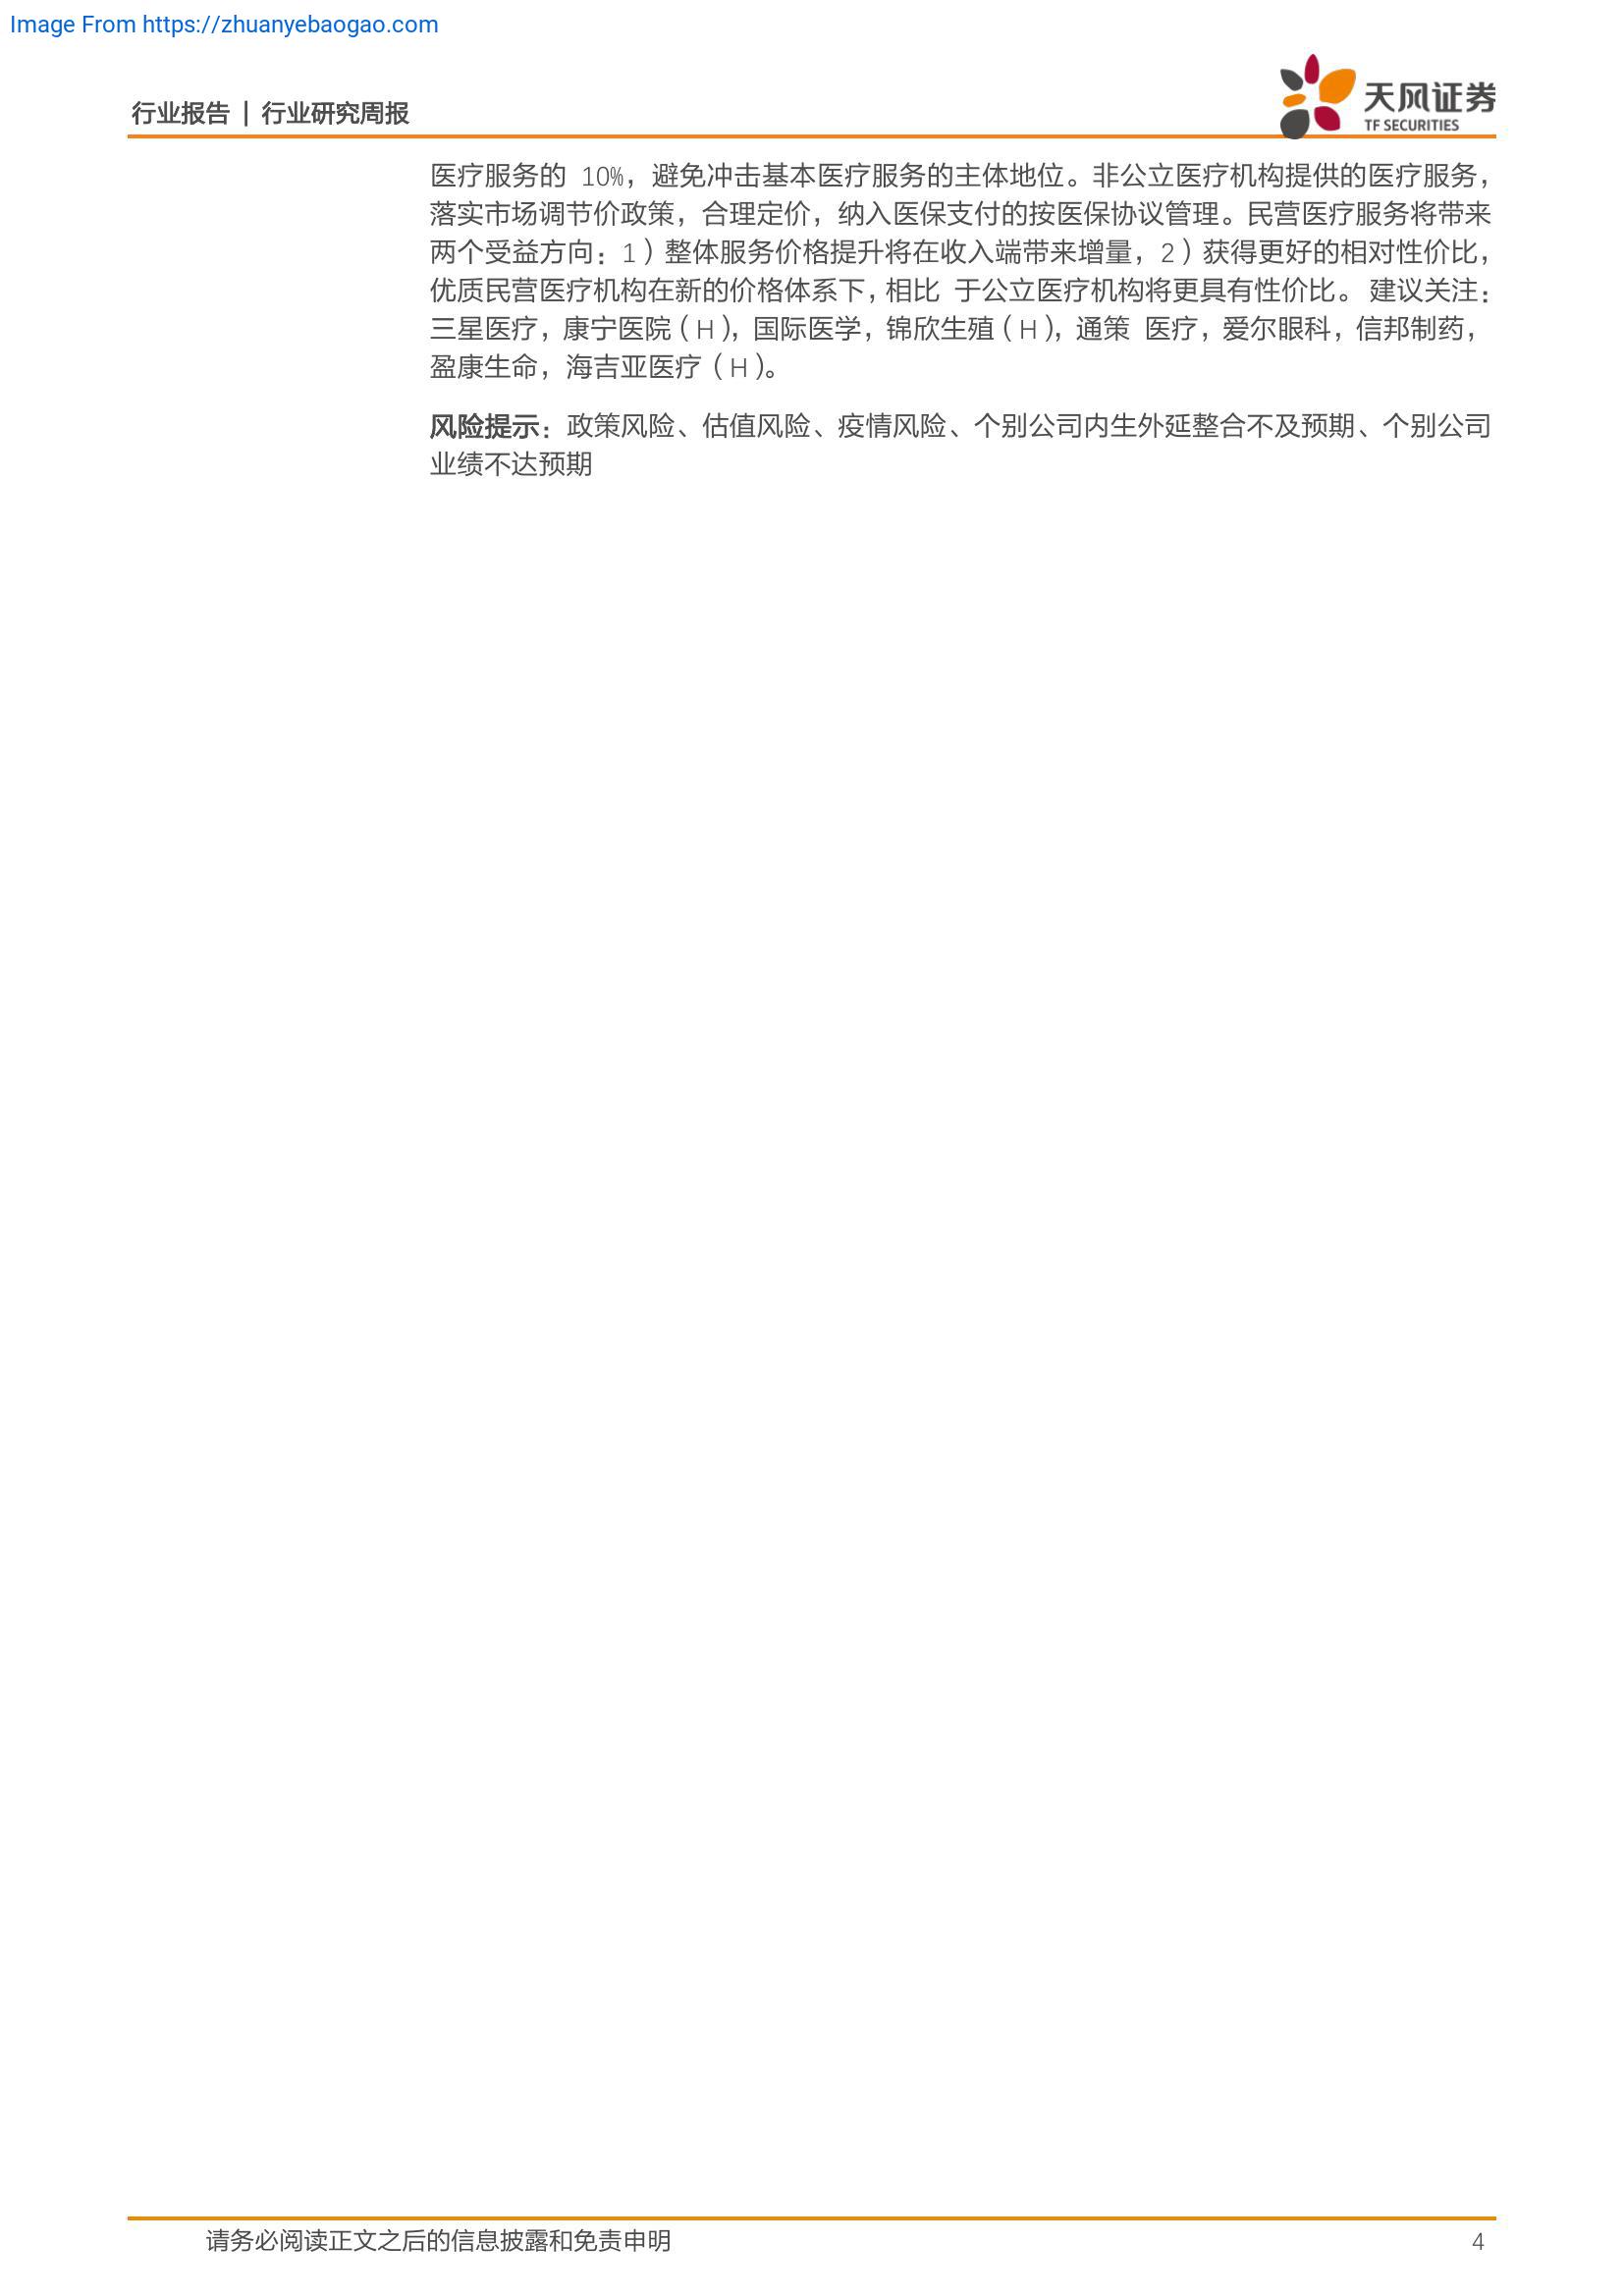 Image From https://zhuanyebaogao.com
行业报告 | 行业研究周报
天风证券
TF SECURITIES
医疗服务的 10%，避免冲击基本医疗服务的主体地位。非公立医疗机构提供的医疗服务，
落实市场调节价政策，合理定价，纳入医保支付的按医保协议管理。民营医疗服务将带来
两个受益方向：1）整体服务价格提升将在收入端带来增量，2）获得更好的相对性价比，
优质民营医疗机构在新的价格体系下，相比 于公立医疗机构将更具有性价比。 建议关注：
三星医疗，康宁医院（H），国际医学，锦欣生殖（H），通策 医疗，爱尔眼科，信邦制药，
盈康生命，海吉亚医疗（H）。
风险提示：政策风险、估值风险、疫情风险、个别公司内生外延整合不及预期、个别公司
业绩不达预期
请务必阅读正文之后的信息披露和免责申明
4